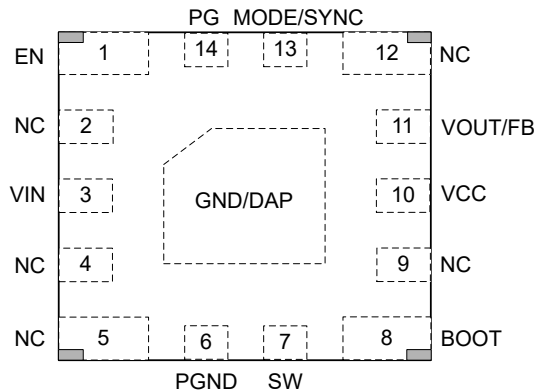 PG MODE/SYNC
EN 1 14 13 12 NC
NC 2 11 VOUT/FB
VIN 3 GND/DAP 10 VCC
NC 4 9 NC
NC 5 6 7 8 BOOT
PGND SW